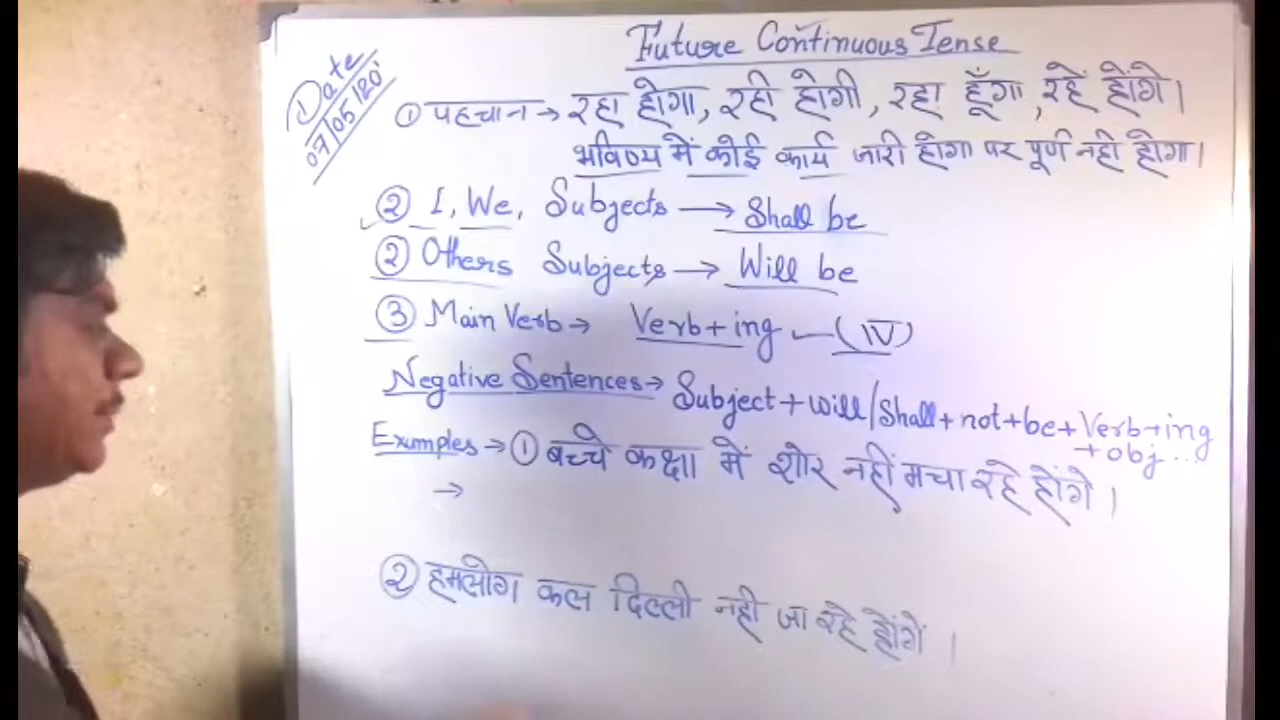 Future Continuous Tense
Date
07/05/20
① पहचान → रहा होगा, रही होगी, रहा हूँगा, रहें होंगे।
भविष्य में कोई कार्य जारी होगा पर पूर्ण नही होगा।
② I, We, Subjects → Shall be
② Others Subjects → Will be
③ Main Verb → Verb + ing — (IV)
Negative Sentences → Subject + will/Shall + not + be + Verb + ing
+ obj ...
Examples → ① बच्चे कक्षा में शोर नहीं मचा रहे होंगे।
→
② हमलोग कल दिल्ली नही जा रहे होंगें।